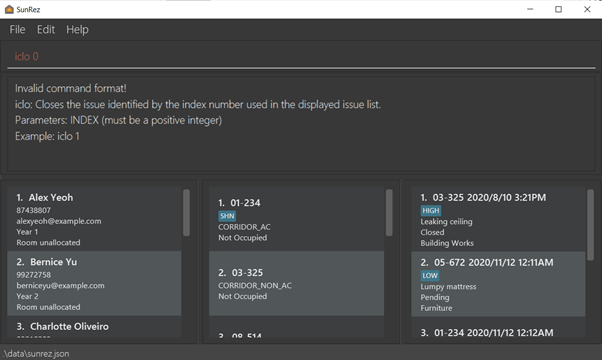 SunRez
File Edit Help
iclo 0
Invalid command format!
iclo: Closes the issue identified by the index number used in the displayed issue list.
Parameters: INDEX (must be a positive integer)
Example: iclo 1
1. Alex Yeoh
87438807
alexyeoh@example.com
Year 1
Room unallocated
2. Bernice Yu
99272758
berniceyu@example.com
Year 2
Room unallocated
3. Charlotte Oliveiro
1. 01-234
SHN
CORRIDOR_AC
Not Occupied
2. 03-325
CORRIDOR_NON_AC
Not Occupied
3. 08-514
1. 03-325 2020/8/10 3:21PM
HIGH
Leaking ceiling
Closed
Building Works
2. 05-672 2020/11/12 12:11AM
LOW
Lumpy mattress
Pending
Furniture
3. 01-234 2020/11/12 12:12AM
.\data\sunrez.json